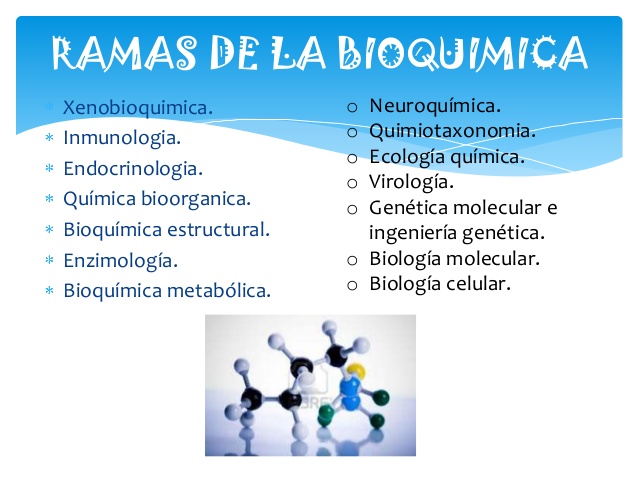 RAMAS DE LA BIOQUIMICA
Xenobioquimica.
Inmunologia.
Endocrinologia.
Química bioorganica.
Bioquímica estructural.
Enzimología.
Bioquímica metabólica.
Neuroquímica.
Quimiotaxonomia.
Ecología química.
Virología.
Genética molecular e
ingeniería genética.
Biología molecular.
Biología celular.